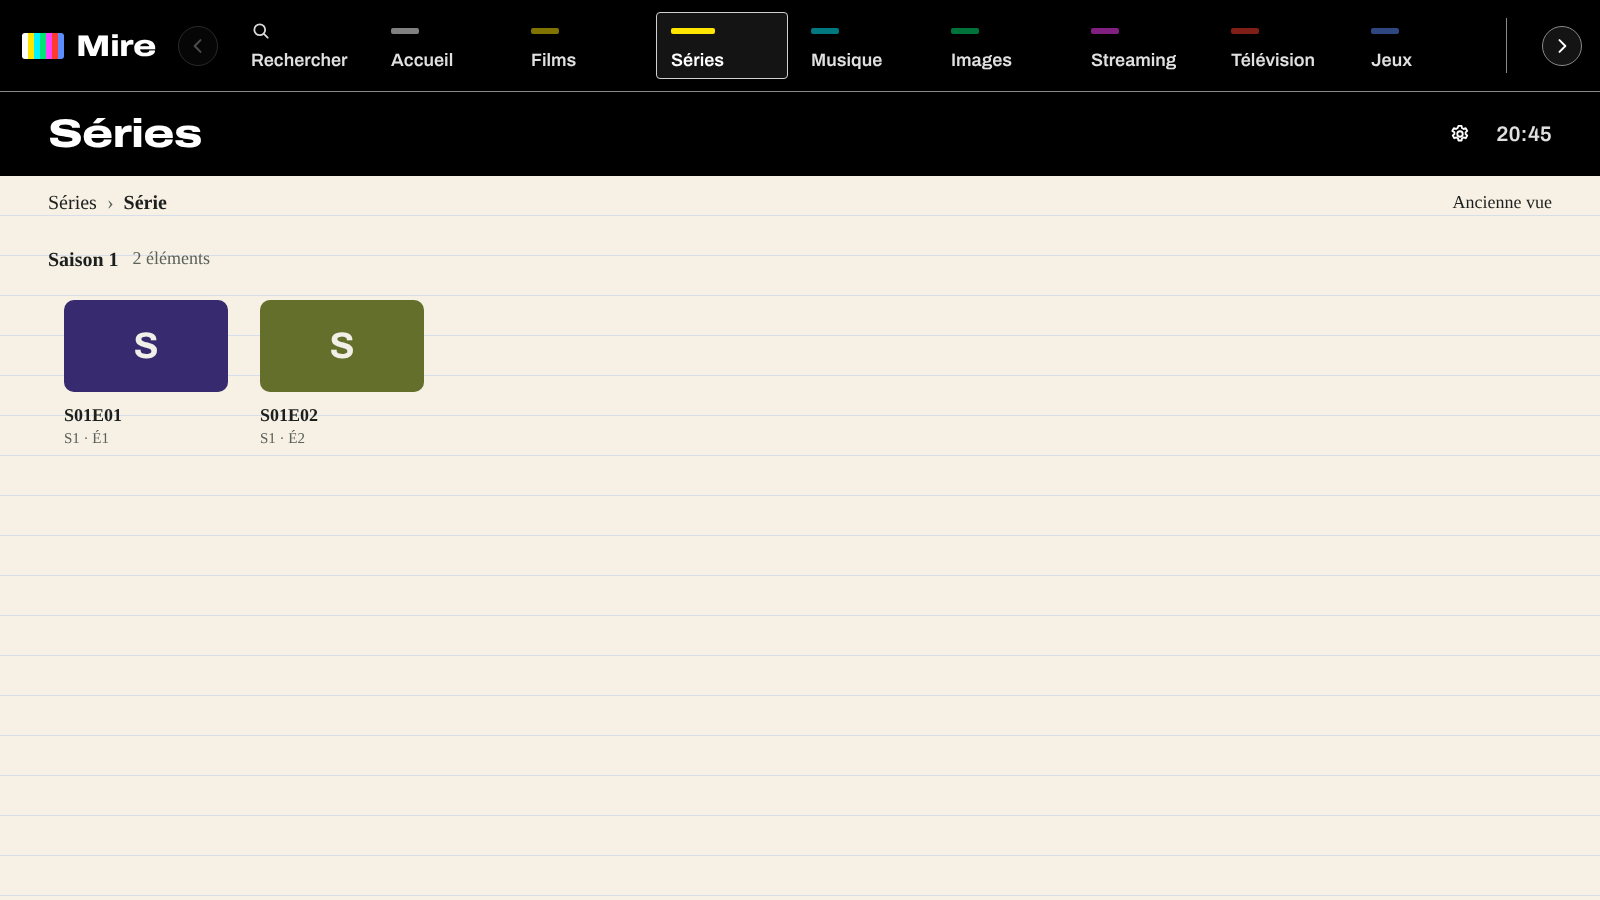 Mire
Rechercher
Accueil
Films
Séries
Musique
Images
Streaming
Télévision
Jeux
Séries
20:45
Séries › Série
Ancienne vue
Saison 1 2 éléments
S
S
S01E01
S01E02
S1 · É1
S1 · É2